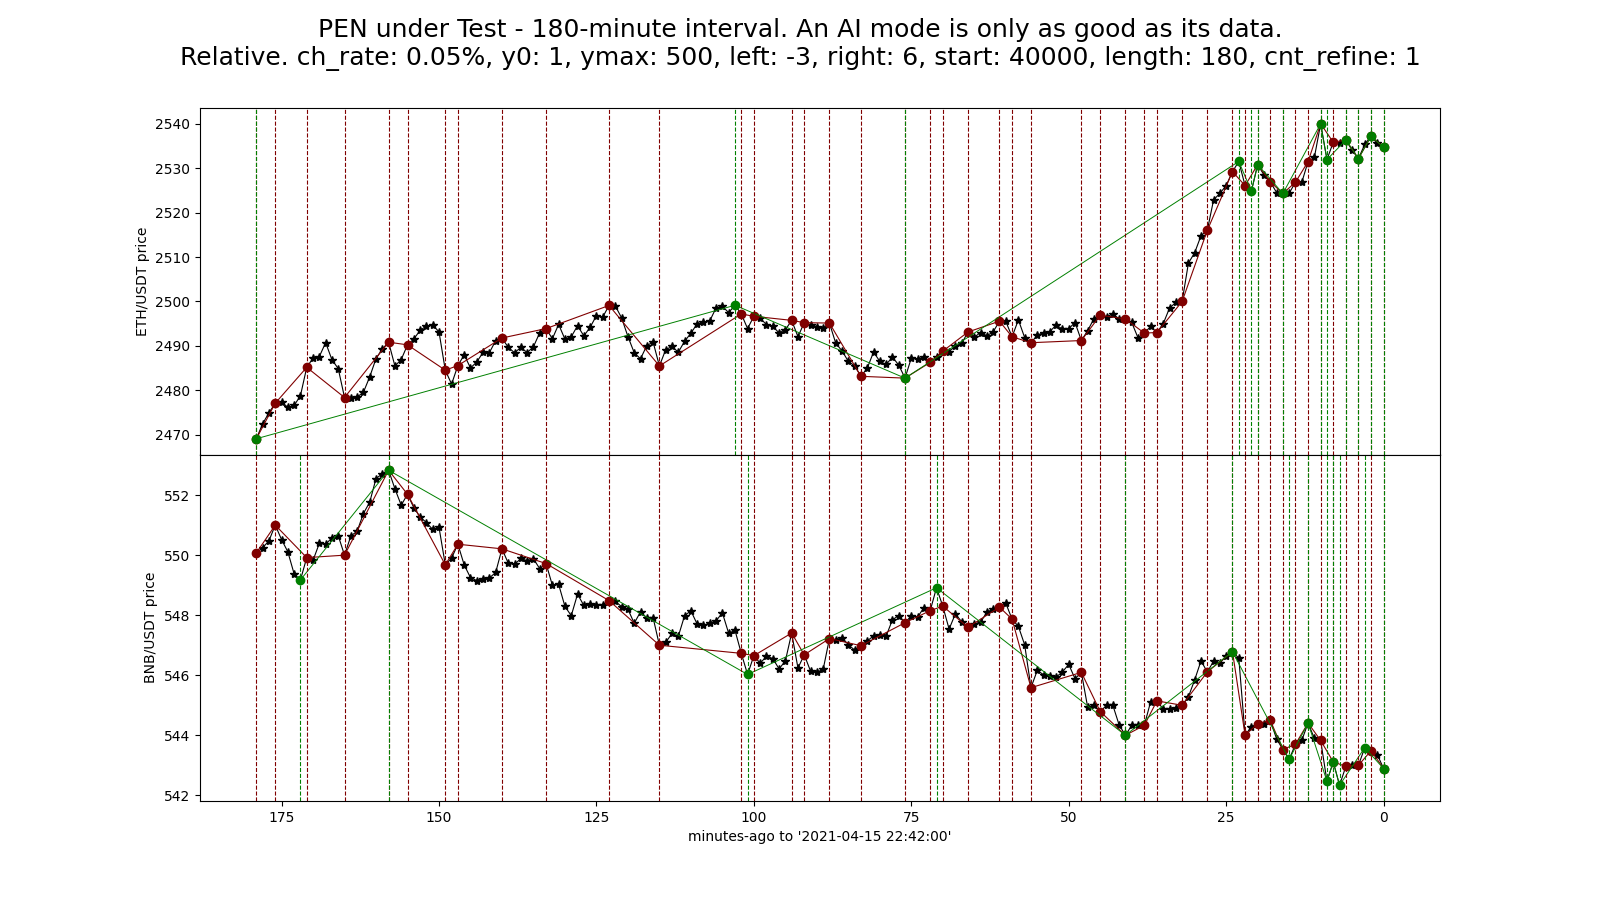 PEN under Test - 180-minute interval. An AI mode is only as good as its data.
Relative. ch_rate: 0.05%, y0: 1, ymax: 500, left: -3, right: 6, start: 40000, length: 180, cnt_refine: 1
2540
2530
2520
2510
2500
2490
2480
2470
ETH/USDT price
552
550
548
546
544
542
BNB/USDT price
175 150 125 100 75 50 25 0
minutes-ago to '2021-04-15 22:42:00'